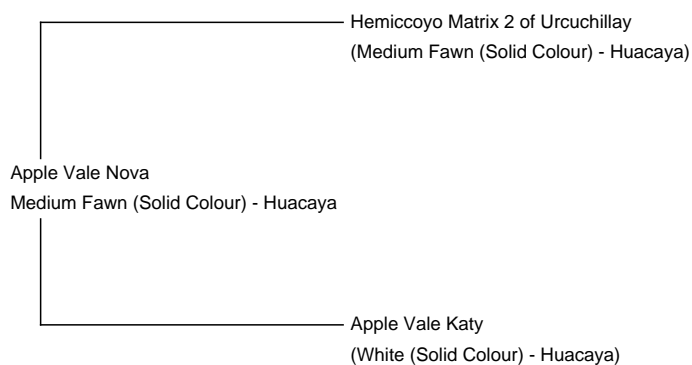 Hemiccoyo Matrix 2 of Urcuchillay
(Medium Fawn (Solid Colour) - Huacaya)
Apple Vale Nova
Medium Fawn (Solid Colour) - Huacaya
Apple Vale Katy
(White (Solid Colour) - Huacaya)